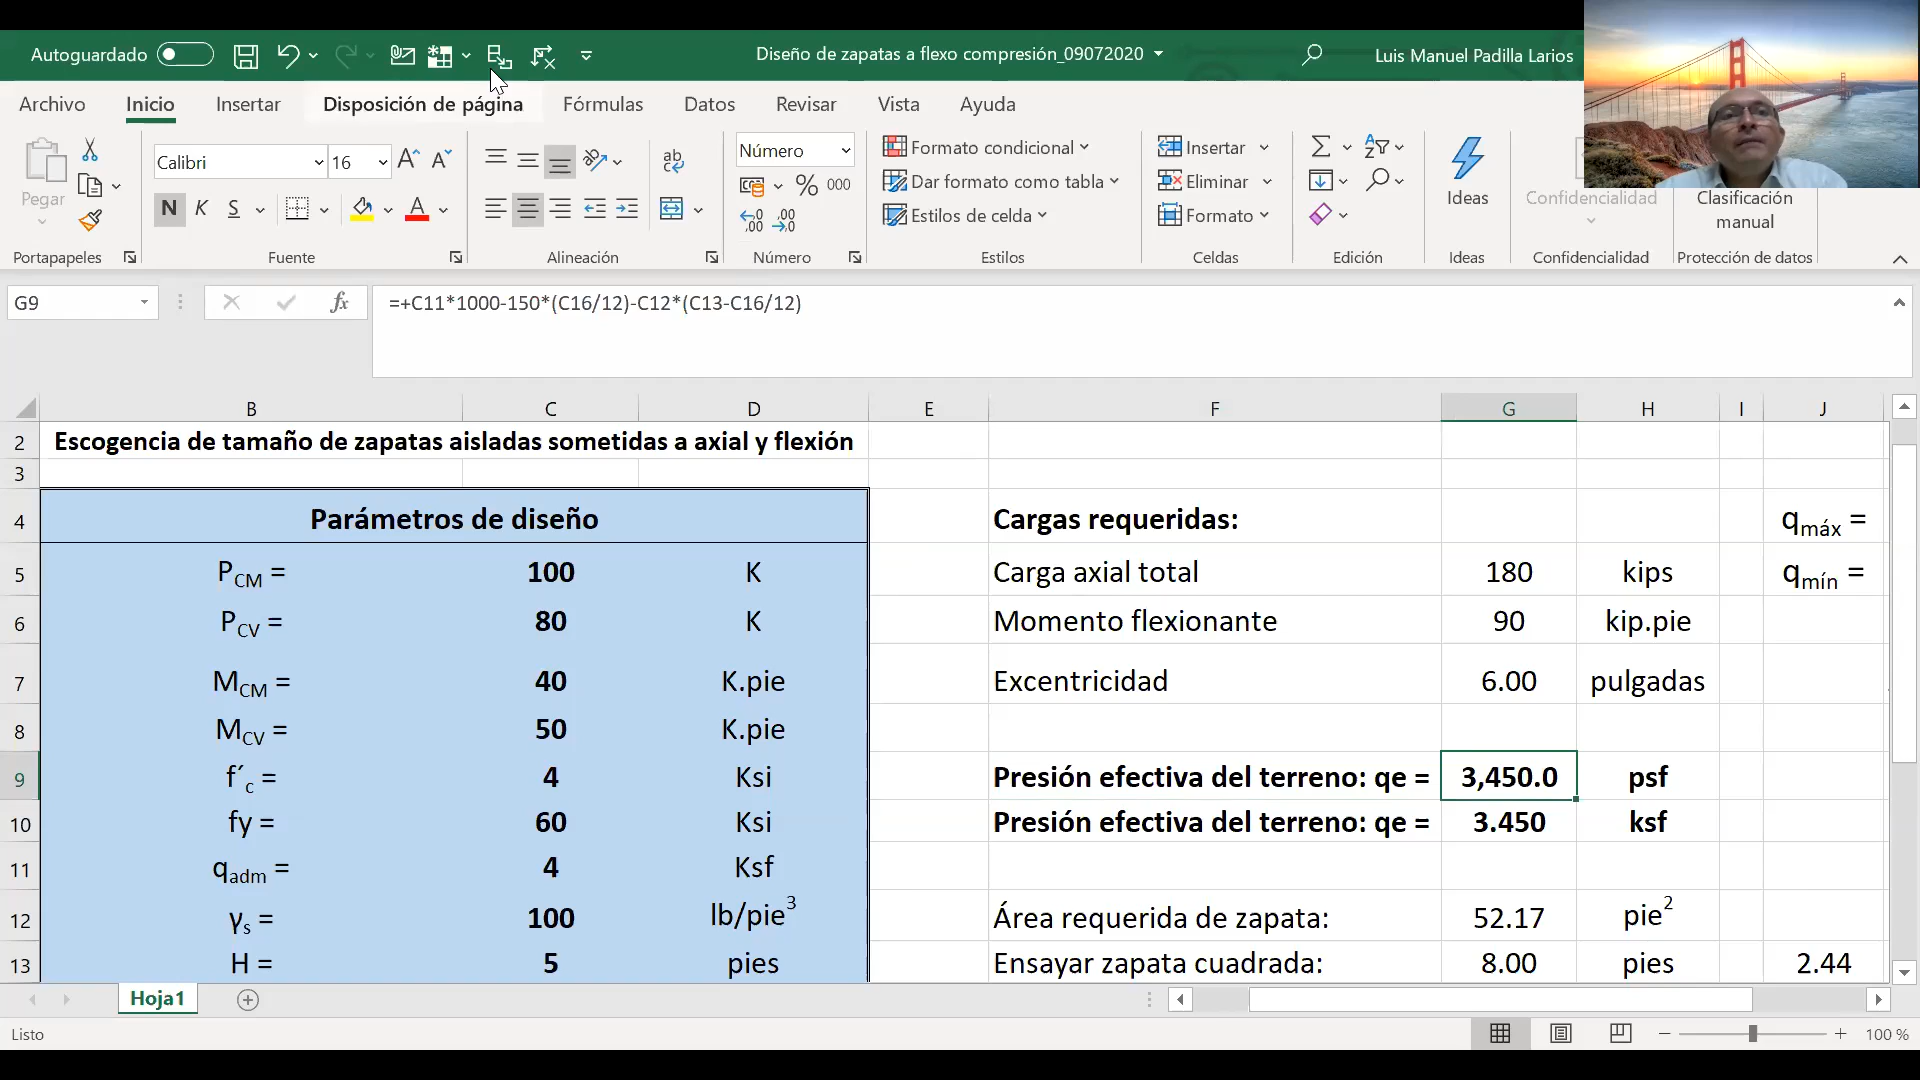 Autoguardado
Diseño de zapatas a flexo compresión_09072020
Luis Manuel Padilla Larios
Archivo Inicio Insertar Disposición de página Fórmulas Datos Revisar Vista Ayuda
Pegar
Calibri 16
N K S
ab
Número
% 000
Formato condicional
Dar formato como tabla
Estilos de celda
Insertar
Eliminar
Formato
Ideas
Confidencialidad
Clasificación manual
Portapapeles Fuente Alineación Número Estilos Celdas Edición Ideas Confidencialidad Protección de datos
G9 fx =+C11*1000-150*(C16/12)-C12*(C13-C16/12)
B C D E F G H I J
2 Escogencia de tamaño de zapatas aisladas sometidas a axial y flexión
3
4 Parámetros de diseño Cargas requeridas: qmáx =
5 PCM = 100 K Carga axial total 180 kips qmín =
6 PCV = 80 K Momento flexionante 90 kip.pie
7 MCM = 40 K.pie Excentricidad 6.00 pulgadas
8 MCV = 50 K.pie
9 f´c = 4 Ksi Presión efectiva del terreno: qe = 3,450.0 psf
10 fy = 60 Ksi Presión efectiva del terreno: qe = 3.450 ksf
11 qadm = 4 Ksf
12 γs = 100 lb/pie3 Área requerida de zapata: 52.17 pie2
13 H = 5 pies Ensayar zapata cuadrada: 8.00 pies 2.44
Hoja1
Listo
100 %